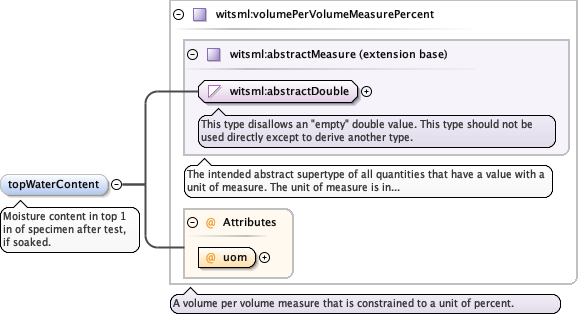 witsml:volumePerVolumeMeasurePercent
witsml:abstractMeasure (extension base)
witsml:abstractDouble
This type disallows an "empty" double value. This type should not be
used directly except to derive another type.
The intended abstract supertype of all quantities that have a value with a
unit of measure. The unit of measure is in...
topWaterContent
Moisture content in top 1
in of specimen after test,
if soaked.
@ Attributes
@ uom
A volume per volume measure that is constrained to a unit of percent.